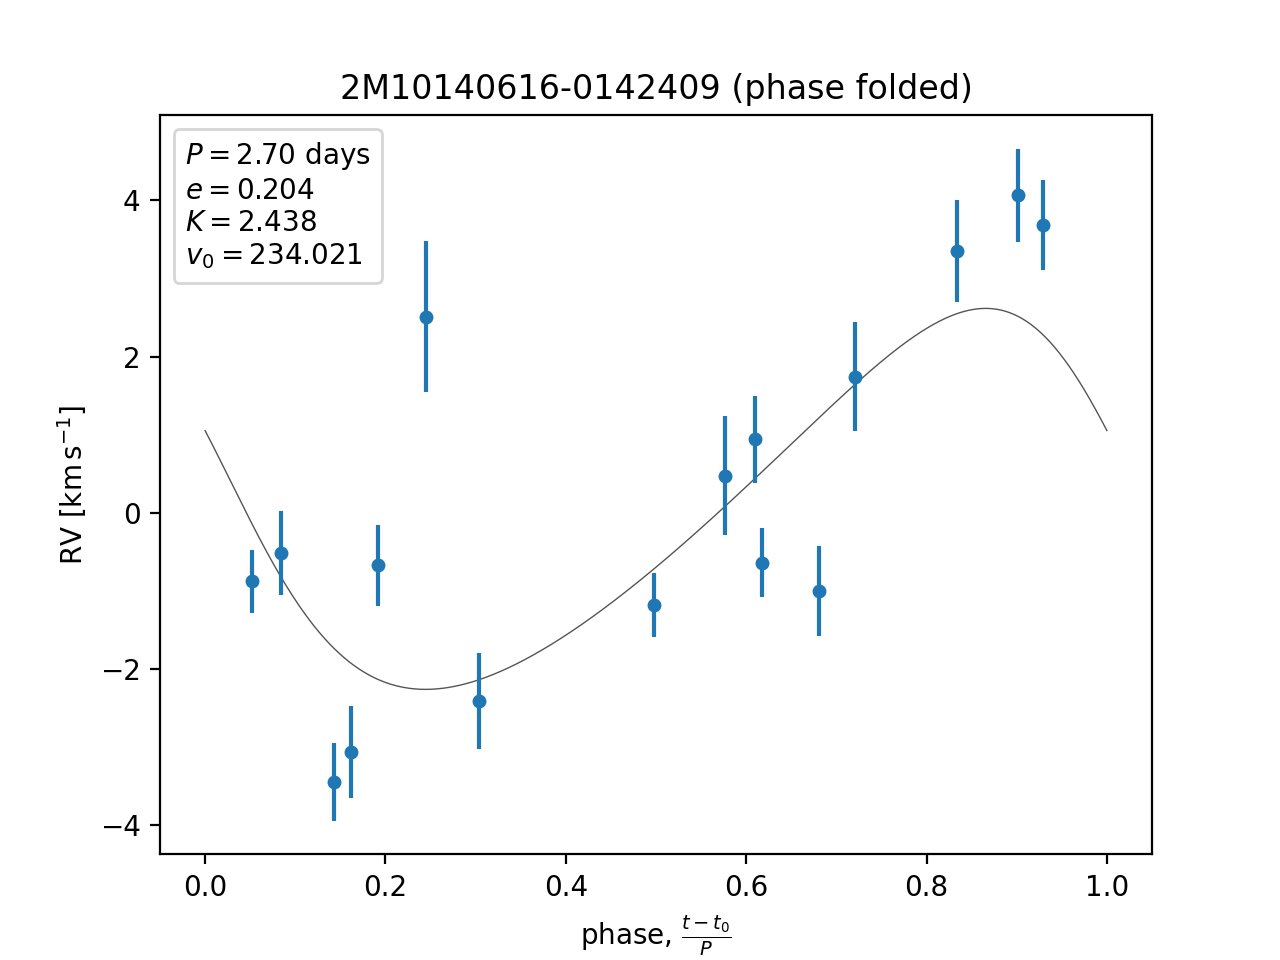 2M10140616-0142409 (phase folded)
P = 2.70 days
e = 0.204
K = 2.438
v₀ = 234.021
RV [km s⁻¹]
4
2
0
−2
−4
0.0 0.2 0.4 0.6 0.8 1.0
phase, (t − t₀)/P